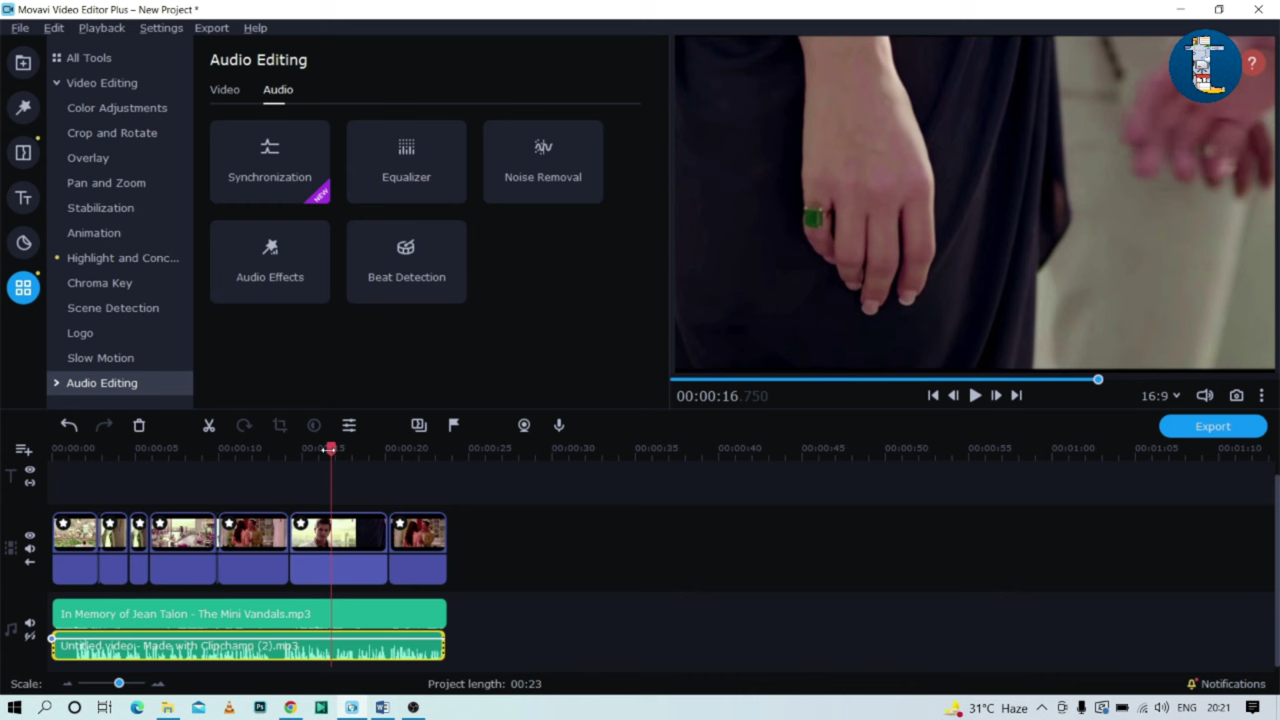 Movavi Video Editor Plus – New Project *
File Edit Playback Settings Export Help
All Tools
Video Editing
Color Adjustments
Crop and Rotate
Overlay
Pan and Zoom
Stabilization
Animation
Highlight and Conc...
Chroma Key
Scene Detection
Logo
Slow Motion
Audio Editing
Audio Editing
Video Audio
Synchronization
NEW
Equalizer
Noise Removal
Audio Effects
Beat Detection
?
00:00:16.750
16:9
Export
00:00:00 00:00:05 00:00:10 00:00:20 00:00:25 00:00:30 00:00:35 00:00:40 00:00:45 00:00:50 00:00:55 00:01:00 00:01:05 00:01:10
In Memory of Jean Talon - The Mini Vandals.mp3
Untitled video - Made with Clipchamp (2).mp3
Scale:
Project length: 00:23
Notifications
31°C Haze
ENG
20:21